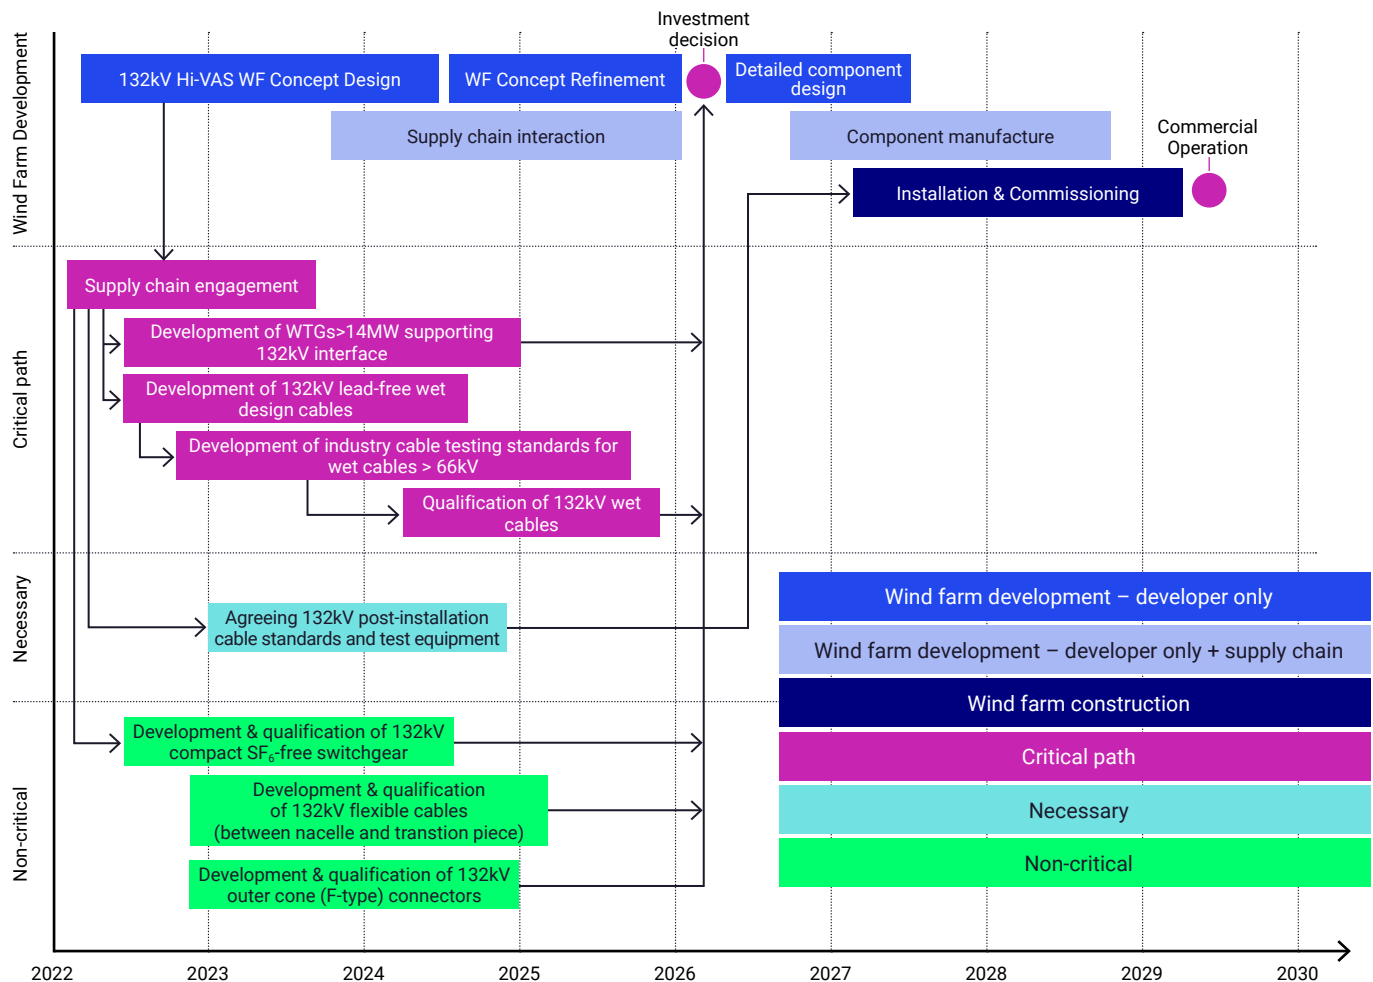 Investment
decision
Wind Farm Development
132kV Hi-VAS WF Concept Design
WF Concept Refinement
Detailed component
design
Supply chain interaction
Component manufacture
Commercial
Operation
Installation & Commissioning
Critical path
Supply chain engagement
Development of WTGs>14MW supporting
132kV interface
Development of 132kV lead-free wet
design cables
Development of industry cable testing standards for
wet cables > 66kV
Qualification of 132kV wet
cables
Necessary
Agreeing 132kV post-installation
cable standards and test equipment
Non-critical
Development & qualification of 132kV
compact SF₆-free switchgear
Development & qualification
of 132kV flexible cables
(between nacelle and transtion piece)
Development & qualification of 132kV
outer cone (F-type) connectors
Wind farm development – developer only
Wind farm development – developer only + supply chain
Wind farm construction
Critical path
Necessary
Non-critical
2022 2023 2024 2025 2026 2027 2028 2029 2030